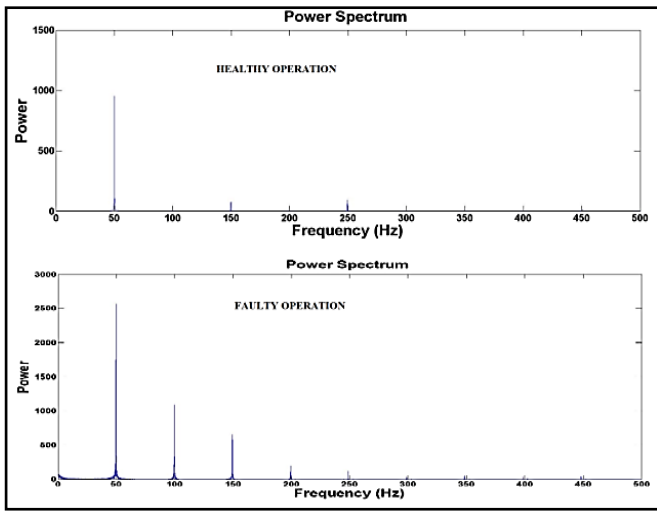 Power Spectrum
1500
HEALTHY OPERATION
1000
Power
500
0
0 50 100 150 200 250 300 350 400 450 500
Frequency (Hz)
Power Spectrum
3000
FAULTY OPERATION
2500
2000
Power
1500
1000
500
0
0 50 100 150 200 250 300 350 400 450 500
Frequency (Hz)